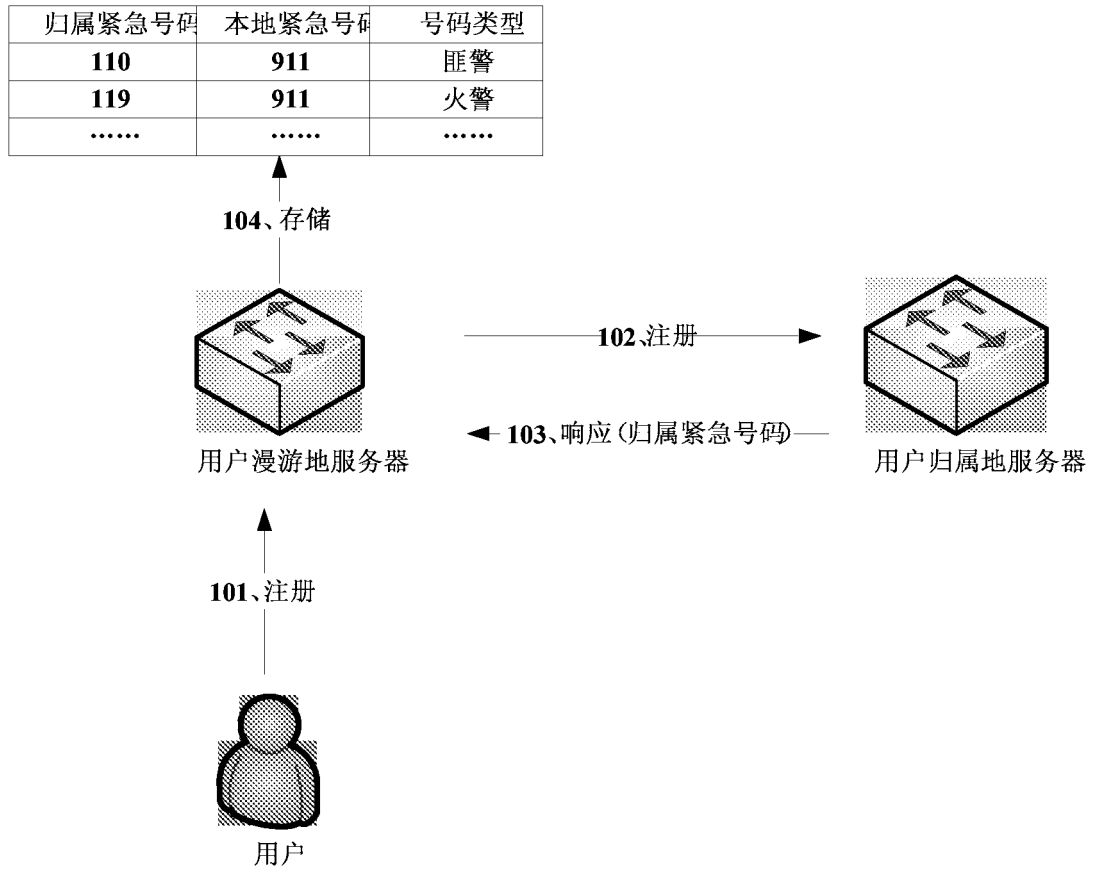 归属紧急号码 本地紧急号码 号码类型
110 911 匪警
119 911 火警
…… …… ……
104、存储
102、注册
103、响应(归属紧急号码)
用户漫游地服务器 用户归属地服务器
101、注册
用户